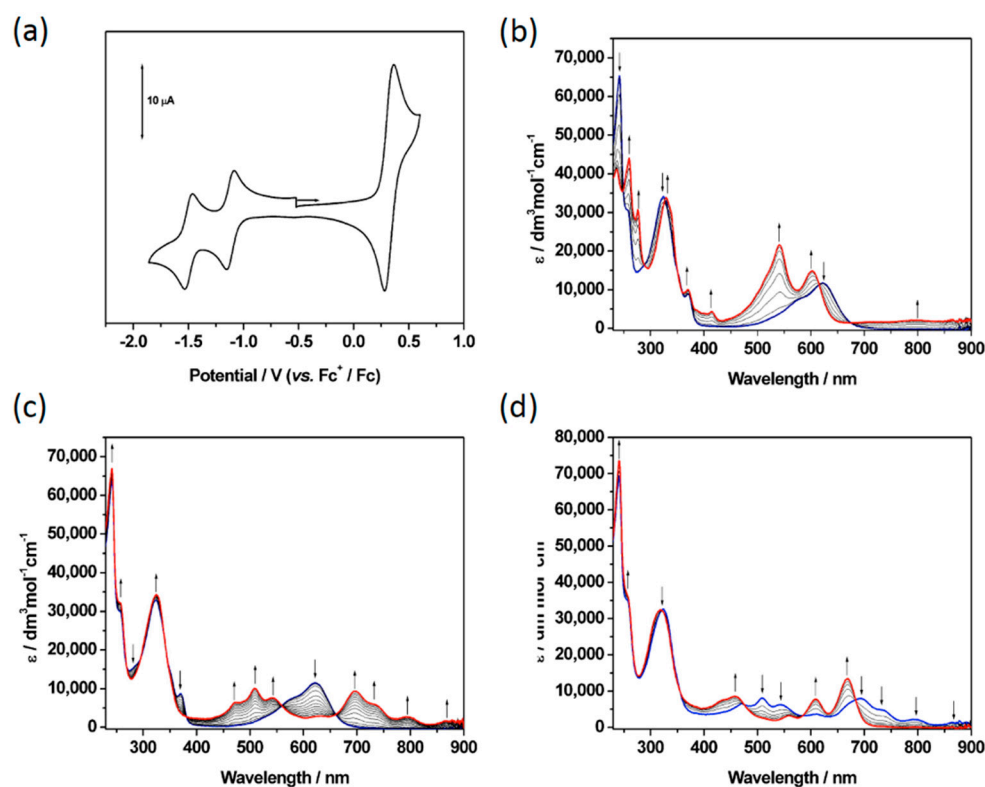 (a)
10 μA
-2.0 -1.5 -1.0 -0.5 0.0 0.5 1.0
Potential / V (vs. Fc⁺ / Fc)
(b)
70,000
60,000
50,000
40,000
30,000
20,000
10,000
0
ε / dm³mol⁻¹cm⁻¹
300 400 500 600 700 800 900
Wavelength / nm
(c)
70,000
60,000
50,000
40,000
30,000
20,000
10,000
0
ε / dm³mol⁻¹cm⁻¹
300 400 500 600 700 800 900
Wavelength / nm
(d)
80,000
70,000
60,000
50,000
40,000
30,000
20,000
10,000
0
300 400 500 600 700 800 900
Wavelength / nm